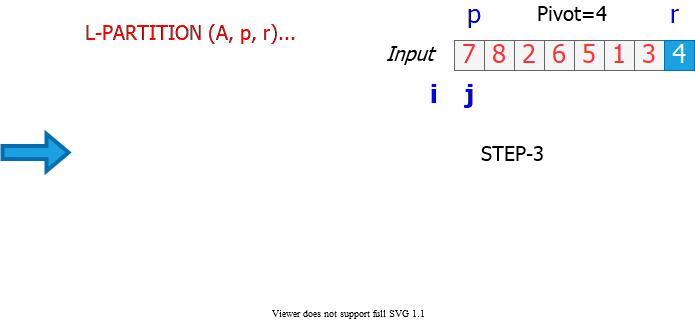 L-PARTITION (A, p, r)...
p Pivot=4 r
Input 7 8 2 6 5 1 3 4
i j
STEP-3
Viewer does not support full SVG 1.1